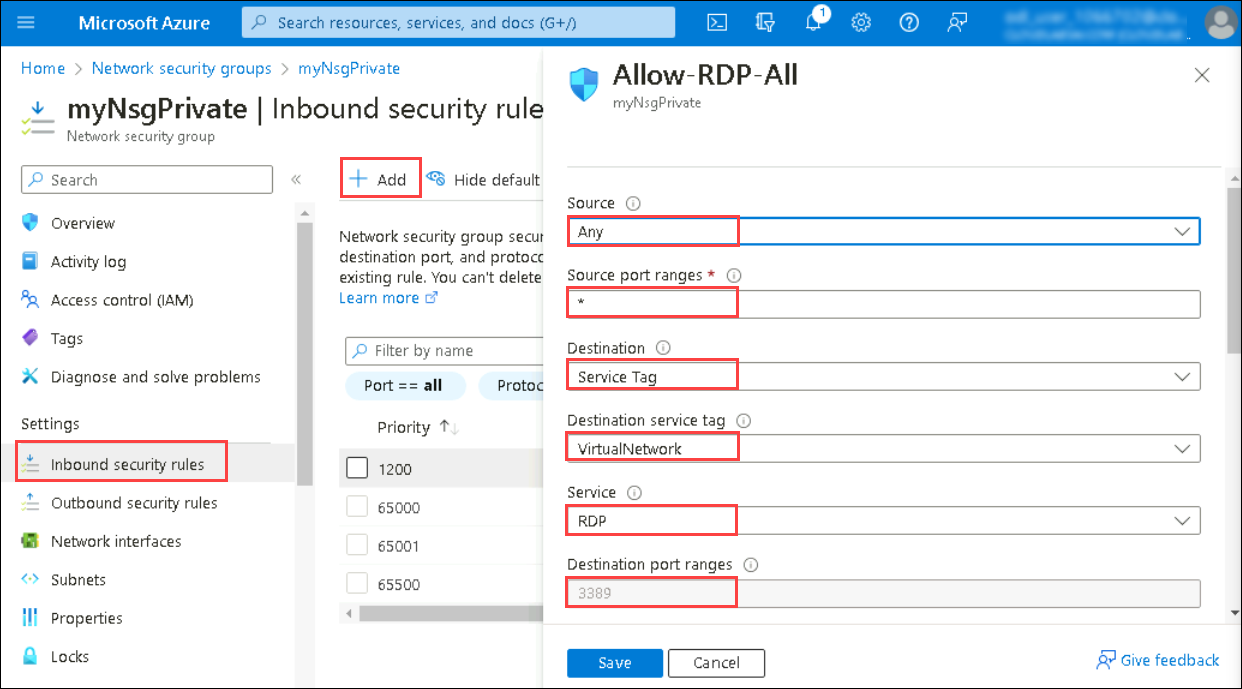 Microsoft Azure
Search resources, services, and docs (G+/)
1
Home > Network security groups > myNsgPrivate
myNsgPrivate | Inbound security rule
Network security group
Search
«
Overview
Activity log
Access control (IAM)
Tags
Diagnose and solve problems
Settings
Inbound security rules
Outbound security rules
Network interfaces
Subnets
Properties
Locks
+ Add
Hide default
Network security group secur
destination port, and protoco
existing rule. You can't delete
Learn more
Filter by name
Port == all
Protoc
Priority ↑↓
1200
65000
65001
65500
Allow-RDP-All
myNsgPrivate
Source
Any
Source port ranges *
*
Destination
Service Tag
Destination service tag
VirtualNetwork
Service
RDP
Destination port ranges
3389
Save
Cancel
Give feedback